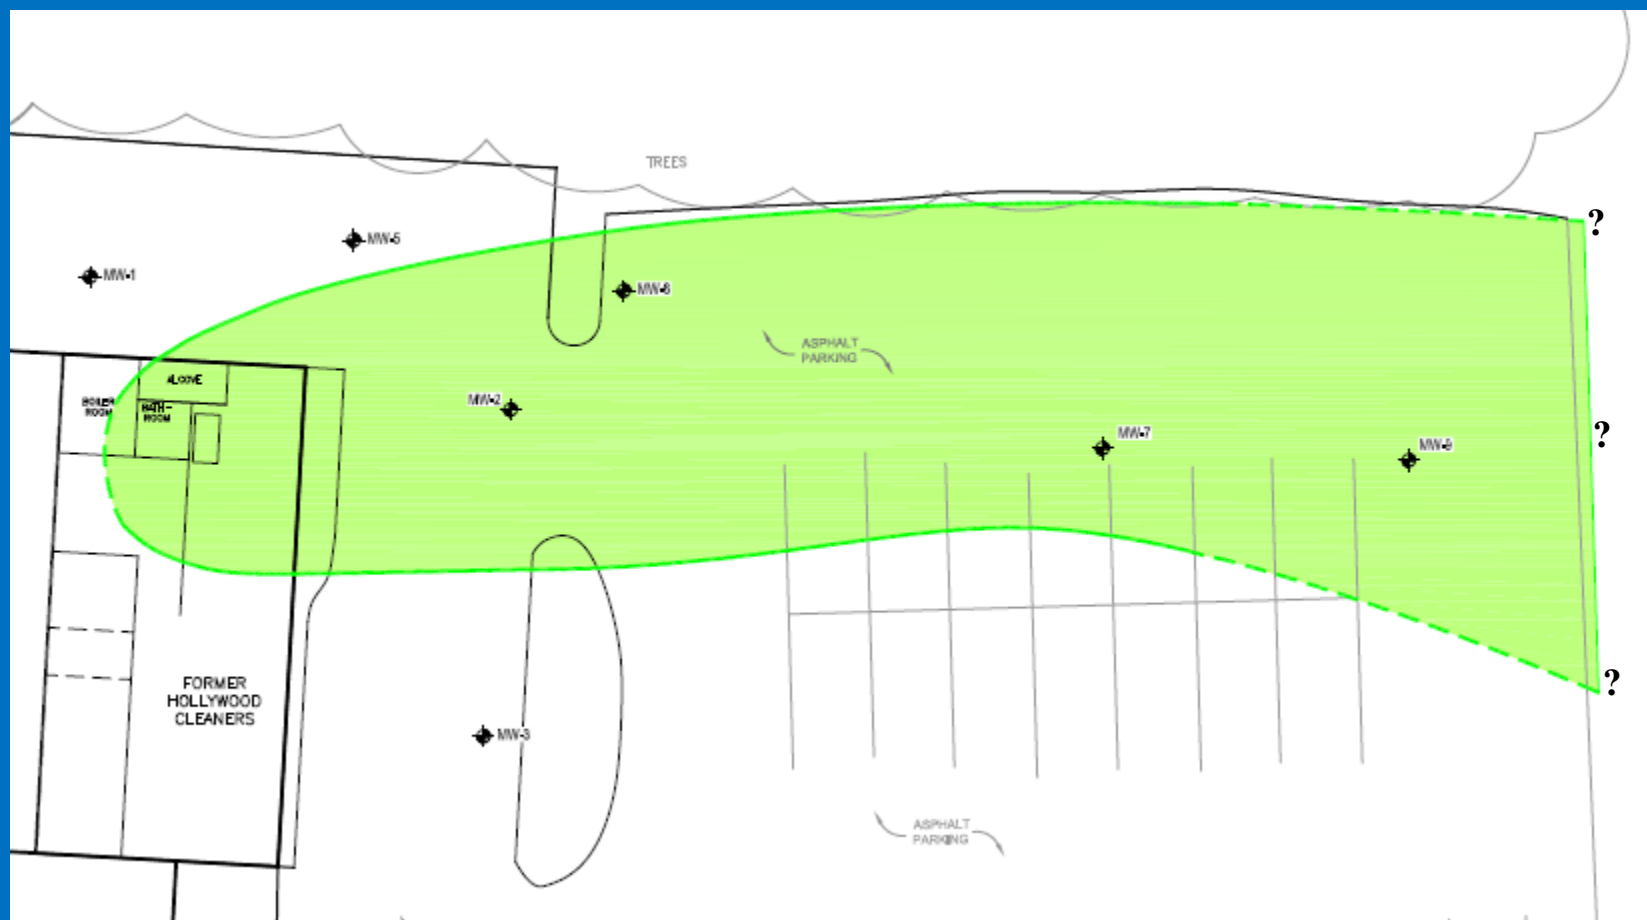 TREES
?
MW-5
MW-1
MW-6
ASPHALT
PARKING
ALCOVE
BOILER
ROOM
BATH-
ROOM
MW-2
MW-7
?
MW-9
FORMER
HOLLYWOOD
CLEANERS
?
MW-3
ASPHALT
PARKING